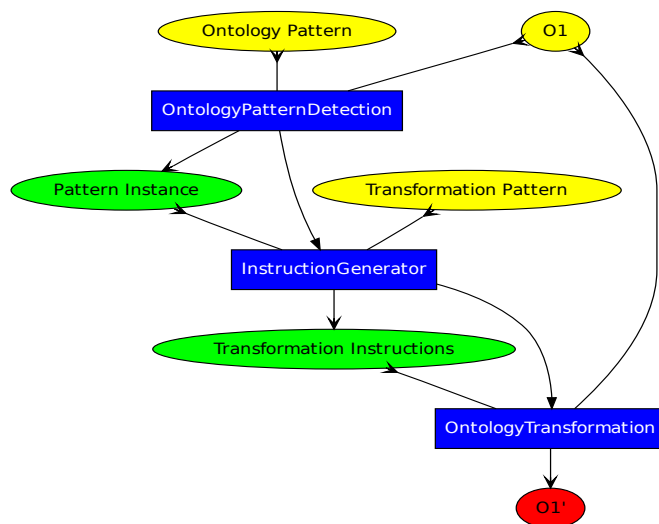 Ontology Pattern
O1
OntologyPatternDetection
Pattern Instance
Transformation Pattern
InstructionGenerator
Transformation Instructions
OntologyTransformation
O1'